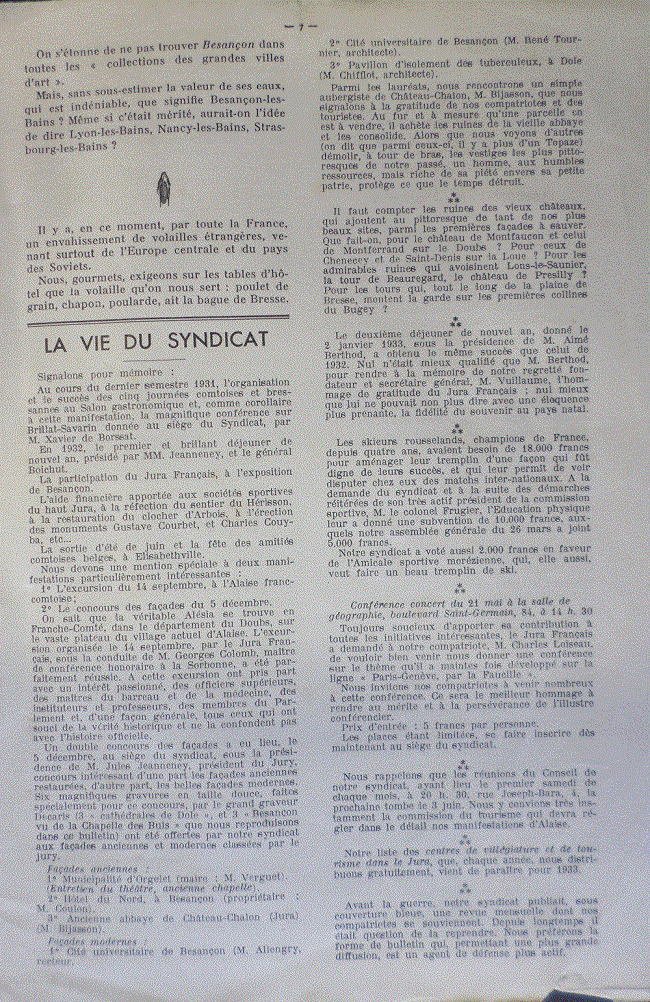 — 7 —
On s'étonne de ne pas trouver Besançon dans
toutes les « collections des grandes villes
d'art ».
Mais, sans sous-estimer la valeur de ses eaux,
qui est indéniable, que signifie Besançon-les-
Bains ? Même si c'était mérité, aurait-on l'idée
de dire Lyon-les-Bains, Nancy-les-Bains, Stras-
bourg-les-Bains ?
Il y a, en ce moment, par toute la France,
un envahissement de volailles étrangères, ve-
nant surtout de l'Europe centrale et du pays
des Soviets.
Nous, gourmets, exigeons sur les tables d'hô-
tel que la volaille qu'on nous sert : poulet de
grain, chapon, poularde, ait la bague de Bresse.
LA VIE DU SYNDICAT
Signalons pour mémoire :
Au cours du dernier semestre 1931, l'organisation
et le succès des cinq journées comtoises et bres-
sannes au Salon gastronomique et, comme corollaire
à cette manifestation, la magnifique conférence sur
Brillat-Savarin donnée au siège du Syndicat, par
M. Xavier de Borssat.
En 1932, le premier et brillant déjeuner de
nouvel an, présidé par MM. Jeanneney, et le général
Boichut.
La participation du Jura Français, à l'exposition
de Besançon.
L'aide financière apportée aux sociétés sportives
du haut Jura, à la réfection du sentier du Hérisson,
à la restauration du clocher d'Arbois, à l'érection
des monuments Gustave Courbet, et Charles Couy-
ba, etc...
La sortie d'été de juin et la fête des amitiés
comtoises belges, à Elisabethville.
Nous devons une mention spéciale à deux mani-
festations particulièrement intéressantes :
1° L'excursion du 14 septembre, à l'Alaise franc-
comtoise ;
2° Le concours des façades du 5 décembre.
On sait que la véritable Alésia se trouve en
Franche-Comté, dans le département du Doubs, sur
le vaste plateau du village actuel d'Alaise. L'excur-
sion organisée le 14 septembre, par le Jura Fran-
çais, sous la conduite de M. Georges Colomb, maître
de conférence honoraire à la Sorbonne, a été par-
faitement réussie. A cette excursion ont pris part
avec un intérêt passionné, des officiers supérieurs,
des maîtres du barreau et de la médecine, des
instituteurs et professeurs, des membres du Par-
lement et, d'une façon générale, tous ceux qui ont
souci de la vérité historique et ne la confondent pas
avec l'histoire officielle.
Un double concours des façades a eu lieu, le
5 décembre, au siège du syndicat, sous la prési-
dence de M. Jules Jeanneney, président du Jury,
concours intéressant d'une part les façades anciennes
restaurées, d'autre part, les belles façades modernes.
Six magnifiques gravures en taille douce, faites
spécialement pour ce concours, par le grand graveur
Decaris (3 « cathédrales de Dole », et 3 « Besançon
vu de la Chapelle des Buis » que nous reproduisons
dans ce bulletin) ont été offertes par notre syndicat
aux façades anciennes et modernes classées par le
jury.
Façades anciennes :
1° Municipalité d'Orgelet (maire : M. Verguet).
(Entretien du théâtre, ancienne chapelle).
2° Hôtel du Nord, à Besançon (propriétaire :
M. Coulon).
3° Ancienne abbaye de Château-Chalon (Jura)
(M. Bijasson).
Façades modernes :
1° Cité universitaire de Besançon (M. Allengry,
recteur.
2° Cité universitaire de Besançon (M. René Tour-
nier, architecte).
3° Pavillon d'isolement des tuberculeux, à Dole
(M. Chifflot, architecte).
Parmi les lauréats, nous rencontrons un simple
aubergiste de Château-Chalon, M. Bijasson, que nous
signalons à la gratitude de nos compatriotes et des
touristes. Au fur et à mesure qu'une parcelle en
est à vendre, il achète les ruines de la vieille abbaye
et les consolide. Alors que nous voyons d'autres
(on dit que parmi ceux-ci, il y a plus d'un Topaze)
démolir, à tour de bras, les vestiges les plus pitto-
resques de notre passé, un homme, aux humbles
ressources, mais riche de sa piété envers sa petite
patrie, protège ce que le temps détruit.
***
Il faut compter les ruines des vieux châteaux,
qui ajoutent au pittoresque de tant de nos plus
beaux sites, parmi les premières façades à sauver.
Que fait-on, pour le château de Montfaucon et celui
de Montferrand sur le Doubs ? Pour ceux de
Chenecey et de Saint-Denis sur la Loue ? Pour les
admirables ruines qui avoisinent Lons-le-Saunier,
la tour de Beauregard, le château de Presilly ?
Pour les tours qui, tout le long de la plaine de
Bresse, montent la garde sur les premières collines
du Bugey ?
***
Le deuxième déjeuner de nouvel an, donné le
2 janvier 1933, sous la présidence de M. Aimé
Berthod, a obtenu le même succès que celui de
1932. Nul n'était mieux qualifié que M. Berthod,
pour rendre à la mémoire de notre regretté fon-
dateur et secrétaire général, M. Vuillaume, l'hom-
mage de gratitude du Jura Français ; nul mieux
que lui ne pouvait non plus dire avec une éloquence
plus prenante, la fidélité du souvenir au pays natal.
***
Les skieurs rousselands, champions de France,
depuis quatre ans, avaient besoin de 18.000 francs
pour aménager leur tremplin d'une façon qui fût
digne de leurs succès, et qui leur permit de voir
disputer chez eux des matchs inter-nationaux. A la
demande du syndicat et à la suite des démarches
réitérées de son très actif président de la commission
sportive, M. le colonel Frugier, l'Education physique
leur a donné une subvention de 10.000 francs, aux-
quels notre assemblée générale du 26 mars a joint
5.000 francs.
Notre syndicat a voté aussi 2.000 francs en faveur
de l'Amicale sportive morézienne, qui, elle aussi,
veut faire un beau tremplin de ski.
***
Conférence concert du 21 mai à la salle de
géographie, boulevard Saint-Germain, 84, à 14 h. 30
Toujours soucieux d'apporter sa contribution à
toutes les initiatives intéressantes, le Jura Français
a demandé à notre compatriote, M. Charles Loiseau,
de vouloir bien venir nous donner une conférence
sur le thème qu'il a maintes fois développé sur la
ligne « Paris-Genève, par la Faucille ».
Nous invitons nos compatriotes à venir nombreux
à cette conférence. Ce sera le meilleur hommage à
rendre au mérite et à la persévérance de l'illustre
conférencier.
Prix d'entrée : 5 francs par personne.
Les places étant limitées, se faire inscrire dès
maintenant au siège du syndicat.
***
Nous rappelons que les réunions du Conseil de
notre syndicat, ayant lieu le premier samedi de
chaque mois, à 20 h. 30, rue Joseph-Bara, 4, la
prochaine tombe le 3 juin. Nous y convions très ins-
tamment la commission du tourisme qui devra ré-
gler dans le détail nos manifestations d'Alaise.
***
Notre liste des centres de villégiature et de tou-
risme dans le Jura, que, chaque année, nous distri-
buons gratuitement, vient de paraître pour 1933.
***
Avant la guerre, notre syndicat publiait, sous
couverture bleue, une revue mensuelle dont nos
compatriotes se souviennent. Depuis longtemps il
était question de la reprendre. Nous préférons la
forme de bulletin qui, permettant une plus grande
diffusion, est un agent de défense plus actif.